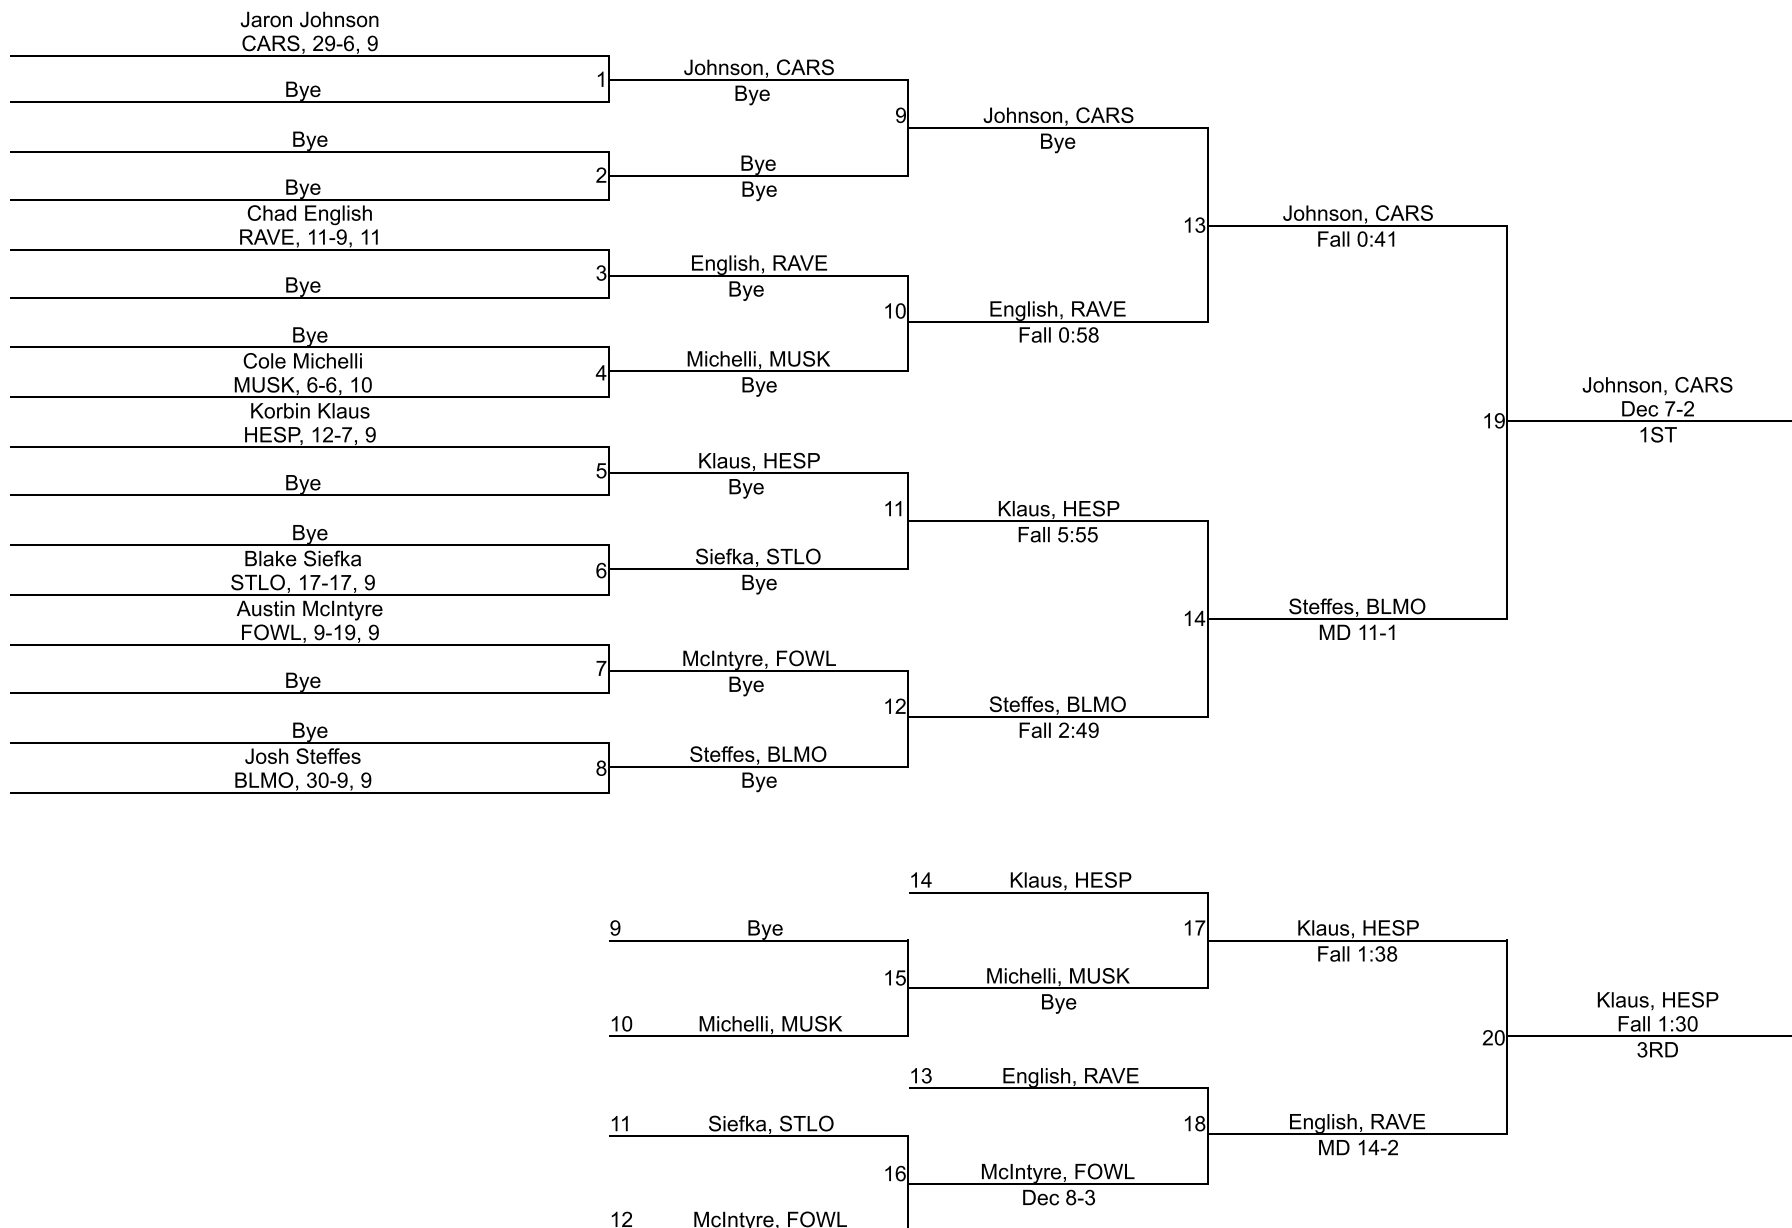 Jaron Johnson
CARS, 29-6, 9
Bye
1
Bye
Bye
2
Chad English
RAVE, 11-9, 11
Bye
3
Bye
Cole Michelli
MUSK, 6-6, 10
4
Korbin Klaus
HESP, 12-7, 9
Bye
5
Bye
Blake Siefka
STLO, 17-17, 9
6
Austin McIntyre
FOWL, 9-19, 9
Bye
7
Bye
Josh Steffes
BLMO, 30-9, 9
8
Johnson, CARS
Bye
9
Bye
Bye
English, RAVE
Bye
10
Michelli, MUSK
Bye
Klaus, HESP
Bye
11
Siefka, STLO
Bye
McIntyre, FOWL
Bye
12
Steffes, BLMO
Bye
Johnson, CARS
Bye
13
English, RAVE
Fall 0:58
Klaus, HESP
Fall 5:55
14
Steffes, BLMO
Fall 2:49
Johnson, CARS
Fall 0:41
19
Steffes, BLMO
MD 11-1
Johnson, CARS
Dec 7-2
1ST
14 Klaus, HESP
9 Bye
17
15
10 Michelli, MUSK
Michelli, MUSK
Bye
13 English, RAVE
11 Siefka, STLO
18
16
12 McIntyre, FOWL
McIntyre, FOWL
Dec 8-3
Klaus, HESP
Fall 1:38
20
English, RAVE
MD 14-2
Klaus, HESP
Fall 1:30
3RD